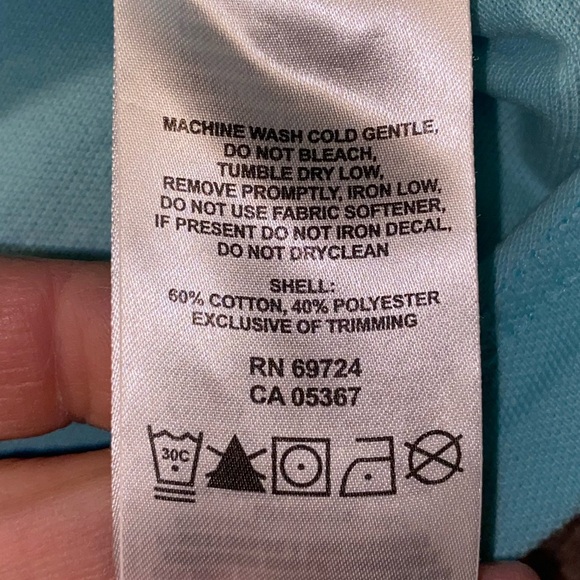 MACHINE WASH COLD GENTLE,
DO NOT BLEACH,
TUMBLE DRY LOW,
REMOVE PROMPTLY, IRON LOW,
DO NOT USE FABRIC SOFTENER,
IF PRESENT DO NOT IRON DECAL,
DO NOT DRYCLEAN
SHELL:
60% COTTON, 40% POLYESTER
EXCLUSIVE OF TRIMMING
RN 69724
CA 05367
30C